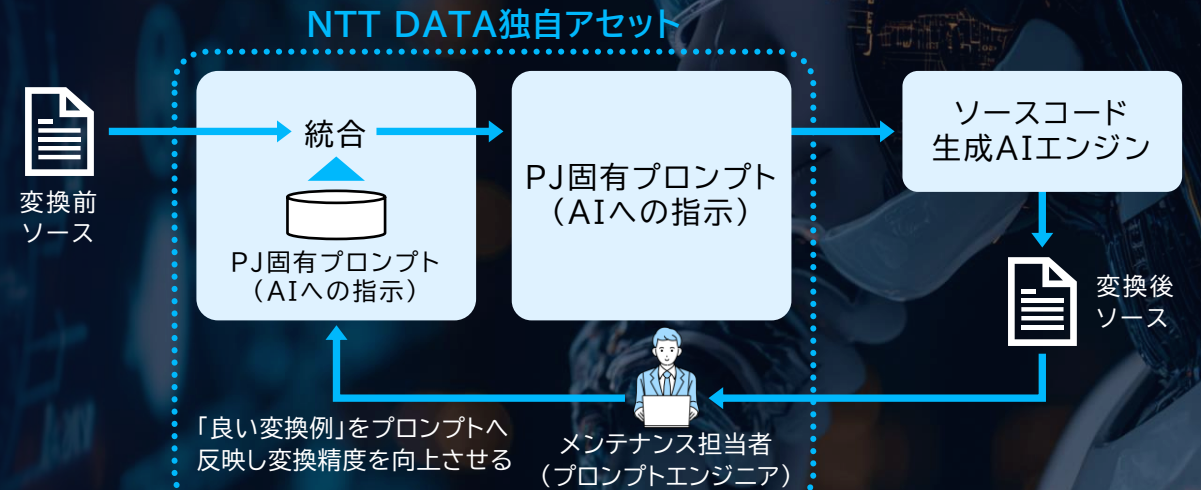 NTT DATA独自アセット
変換前
ソース
統合
PJ固有プロンプト
（AIへの指示）
PJ固有プロンプト
（AIへの指示）
ソースコード
生成AIエンジン
変換後
ソース
「良い変換例」をプロンプトへ
反映し変換精度を向上させる
メンテナンス担当者
（プロンプトエンジニア）